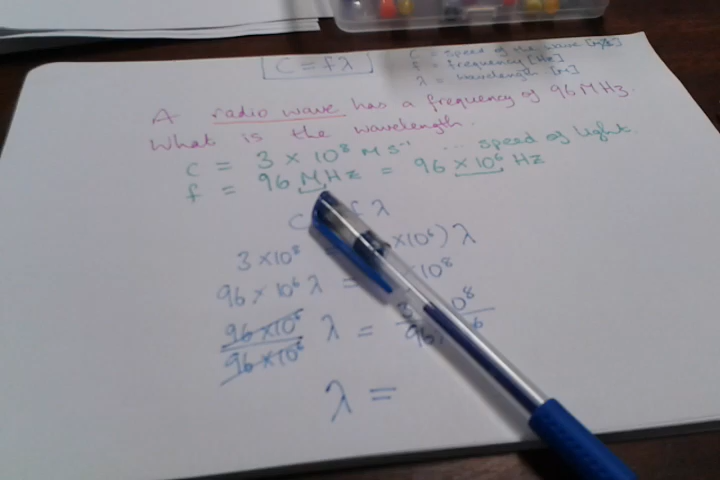 C = fλ
C = speed of the wave [m/s]
f = frequency [Hz]
λ = wavelength [m]
A radio wave has a frequency of 96 MHz.
What is the wavelength.
C = 3 × 10⁸ m s⁻¹ ... speed of light.
f = 96 MHz = 96 × 10⁶ Hz
C f λ
3 × 10⁸ × 10⁶) λ
96 × 10⁶ λ = × 10⁸
96 × 10⁶ / 96 × 10⁶ λ = 3 0⁸ / 96 6
λ =